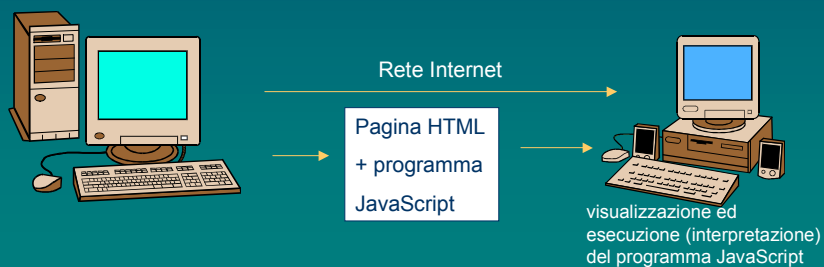 Rete Internet
Pagina HTML
+ programma
JavaScript
visualizzazione ed
esecuzione (interpretazione)
del programma JavaScript